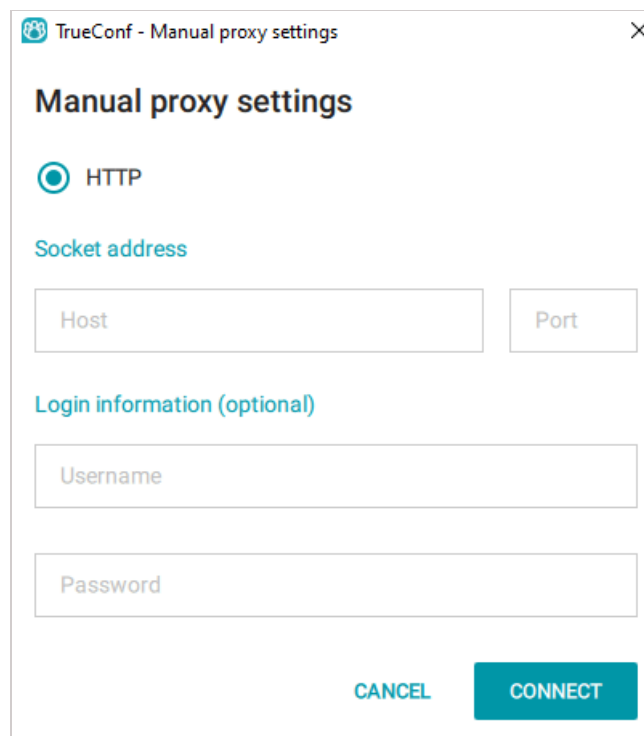 TrueConf - Manual proxy settings
Manual proxy settings
HTTP
Socket address
Host Port
Login information (optional)
Username
Password
CANCEL CONNECT